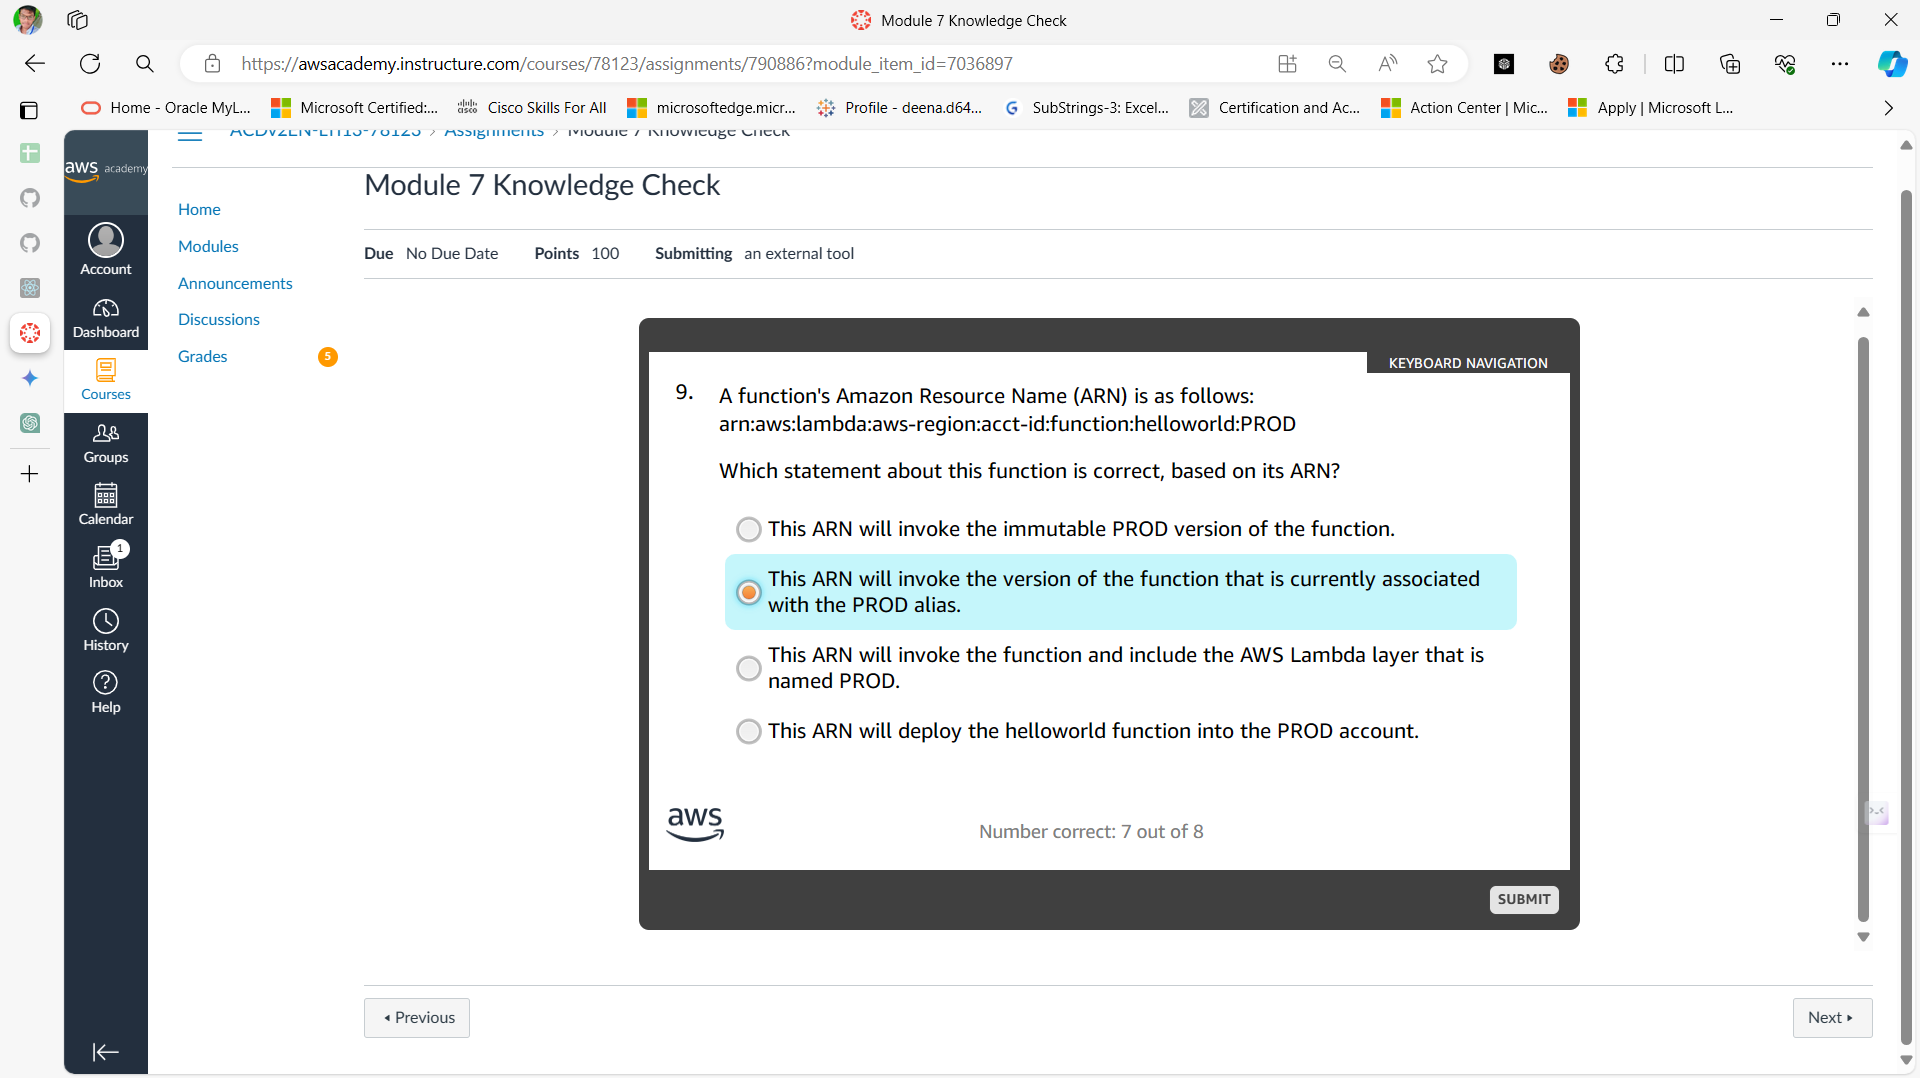 Module 7 Knowledge Check
https://awsacademy.instructure.com/courses/78123/assignments/790886?module_item_id=7036897
Home - Oracle MyL...
Microsoft Certified:...
Cisco Skills For All
microsoftedge.micr...
Profile - deena.d64...
SubStrings-3: Excel...
Certification and Ac...
Action Center | Mic...
Apply | Microsoft L...
ACDv2EN-LTI13-78123 › Assignments › Module 7 Knowledge Check
aws academy
Account
Dashboard
Courses
Groups
Calendar
1
Inbox
History
Help
Home
Modules
Announcements
Discussions
Grades 5
Module 7 Knowledge Check
Due No Due Date Points 100 Submitting an external tool
KEYBOARD NAVIGATION
9. A function's Amazon Resource Name (ARN) is as follows:
arn:aws:lambda:aws-region:acct-id:function:helloworld:PROD
Which statement about this function is correct, based on its ARN?
This ARN will invoke the immutable PROD version of the function.
This ARN will invoke the version of the function that is currently associated
with the PROD alias.
This ARN will invoke the function and include the AWS Lambda layer that is
named PROD.
This ARN will deploy the helloworld function into the PROD account.
aws
Number correct: 7 out of 8
SUBMIT
Previous
Next